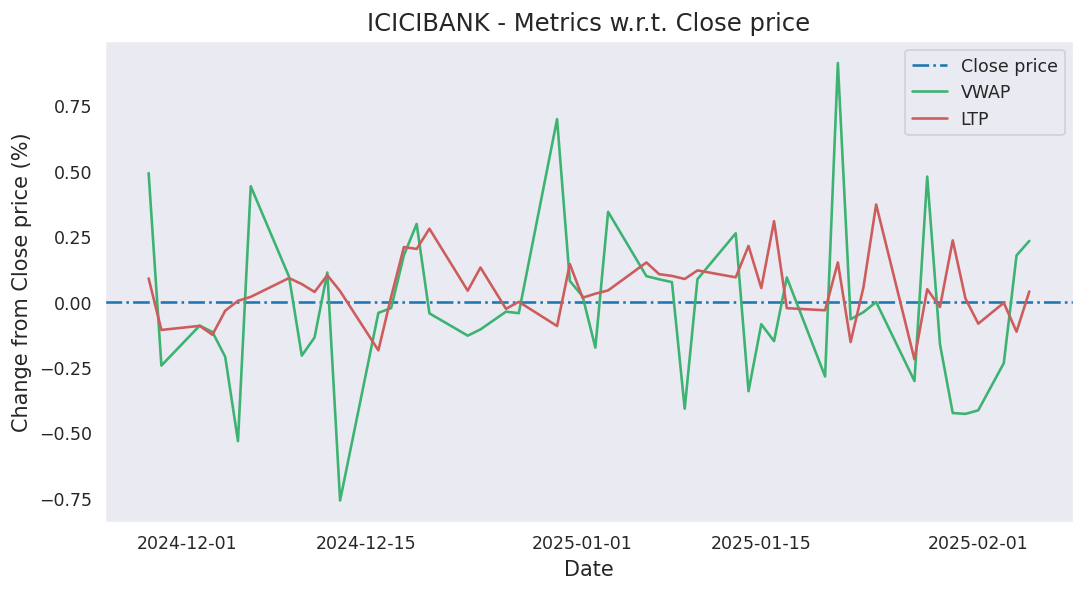 ICICIBANK - Metrics w.r.t. Close price
Close price
VWAP
LTP
Change from Close price (%)
0.75
0.50
0.25
0.00
−0.25
−0.50
−0.75
2024-12-01
2024-12-15
2025-01-01
2025-01-15
2025-02-01
Date